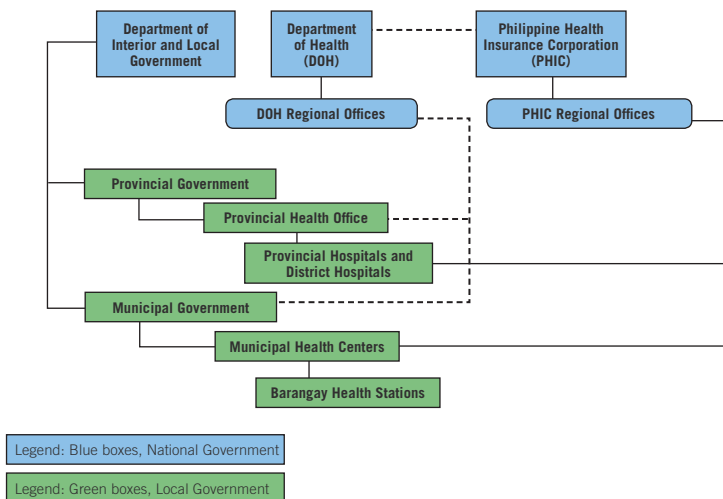 Department of
Interior and Local
Government
Department
of Health
(DOH)
Philippine Health
Insurance Corporation
(PHIC)
DOH Regional Offices
PHIC Regional Offices
Provincial Government
Provincial Health Office
Provincial Hospitals and
District Hospitals
Municipal Government
Municipal Health Centers
Barangay Health Stations
Legend: Blue boxes, National Government
Legend: Green boxes, Local Government